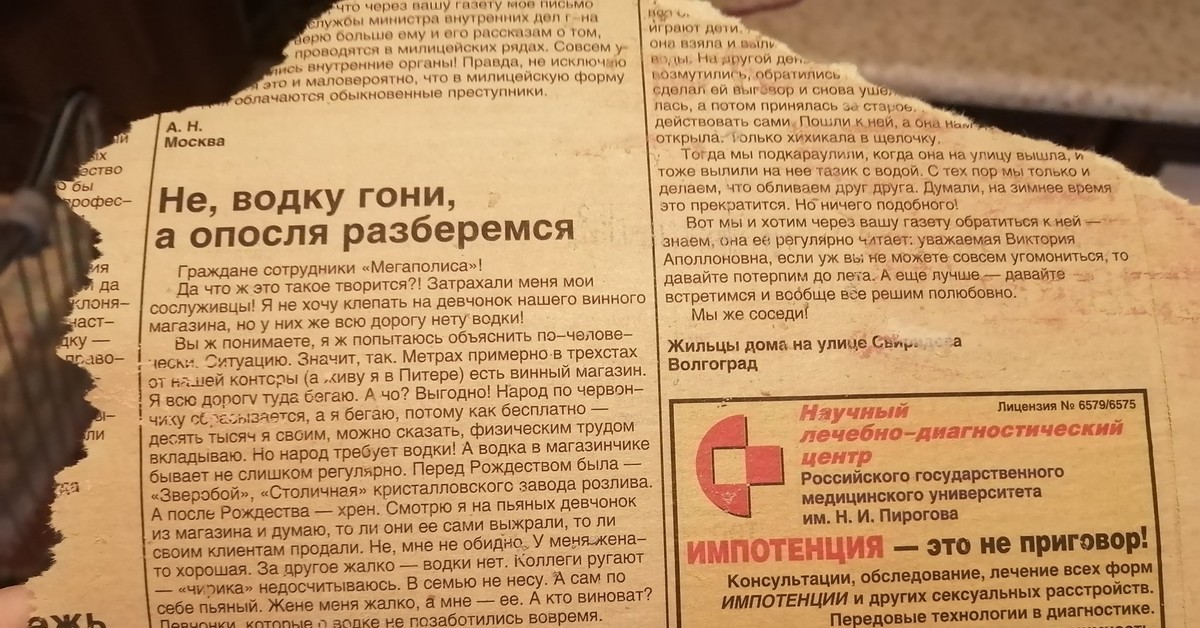 что через вашу газету мое письмо
службы министра внутренних дел г-на
верю больше ему и его рассказам о том,
проводятся в милицейских рядах. Совсем у-
лись внутренние органы! Правда, не исключаю
это и маловероятно, что в милицейскую форму
облачаются обыкновенные преступники.
А. Н.
Москва
Не, водку гони,
а опосля разберемся
Граждане сотрудники «Мегаполиса»!
Да что ж это такое творится?! Затрахали меня мои
сослуживцы! Я не хочу клепать на девчонок нашего винного
магазина, но у них же всю дорогу нету водки!
Вы ж понимаете, я ж попытаюсь объяснить по-челове-
чески. Ситуацию. Значит, так. Метрах примерно в трехстах
от нашей конторы (а живу я в Питере) есть винный магазин.
Я всю дорогу туда бегаю. А чо? Выгодно! Народ по червон-
чику сбрасывается, а я бегаю, потому как бесплатно —
десять тысяч я своим, можно сказать, физическим трудом
вкладываю. Но народ требует водки! А водка в магазинчике
бывает не слишком регулярно. Перед Рождеством была —
«Зверобой», «Столичная» кристалловского завода розлива.
А после Рождества — хрен. Смотрю я на пьяных девчонок
из магазина и думаю, то ли они ее сами выжрали, то ли
своим клиентам продали. Не, мне не обидно. У меня жена-
то хорошая. За другое жалко — водки нет. Коллеги ругают
— «чирика» недосчитываюсь. В семью не несу. А сам по
себе пьяный. Жене меня жалко, а мне — ее. А кто виноват?
Девчонки, которые о водке не позаботились вовремя.
играют дети.
она взяла и
воды. На другой
возмутились, обратились
сделал ей выговор и снова
лась, а потом принялась за старое.
действовать сами. Пошли к ней, а она нам
открыла. Только хихикала в щелочку.
Тогда мы подкараулили, когда она на улицу вышла, и
тоже вылили на нее тазик с водой. С тех пор мы только и
делаем, что обливаем друг друга. Думали, на зимнее время
это прекратится. Но ничего подобного!
Вот мы и хотим через вашу газету обратиться к ней —
знаем, она её регулярно читает: уважаемая Виктория
Аполлоновна, если уж вы не можете совсем угомониться, то
давайте потерпим до лета. А еще лучше — давайте
встретимся и вообще все решим полюбовно.
Мы же соседи!
Жильцы дома на улице Свиридова
Волгоград
Лицензия № 6579/6575
Научный
лечебно-диагностический
центр
Российского государственного
медицинского университета
им. Н. И. Пирогова
ИМПОТЕНЦИЯ — это не приговор!
Консультации, обследование, лечение всех форм
ИМПОТЕНЦИИ и других сексуальных расстройств.
Передовые технологии в диагностике.